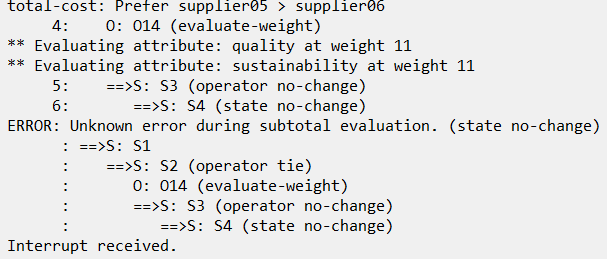 total-cost: Prefer supplier05 > supplier06
     4:    O: O14 (evaluate-weight)
** Evaluating attribute: quality at weight 11
** Evaluating attribute: sustainability at weight 11
     5:    ==>S: S3 (operator no-change)
     6:       ==>S: S4 (state no-change)
ERROR: Unknown error during subtotal evaluation. (state no-change)
      : ==>S: S1
      :    ==>S: S2 (operator tie)
      :       O: O14 (evaluate-weight)
      :       ==>S: S3 (operator no-change)
      :          ==>S: S4 (state no-change)
Interrupt received.